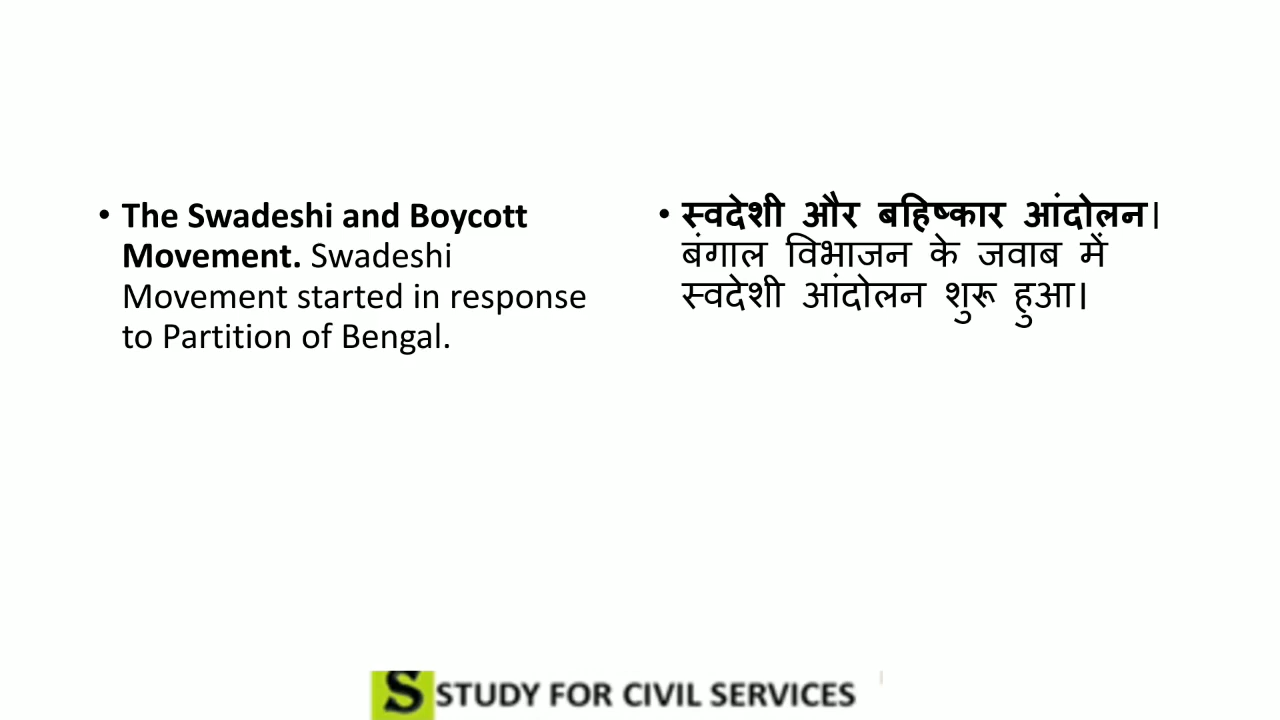 • The Swadeshi and Boycott
Movement. Swadeshi
Movement started in response
to Partition of Bengal.
• स्वदेशी और बहिष्कार आंदोलन।
बंगाल विभाजन के जवाब में
स्वदेशी आंदोलन शुरू हुआ।
S STUDY FOR CIVIL SERVICES